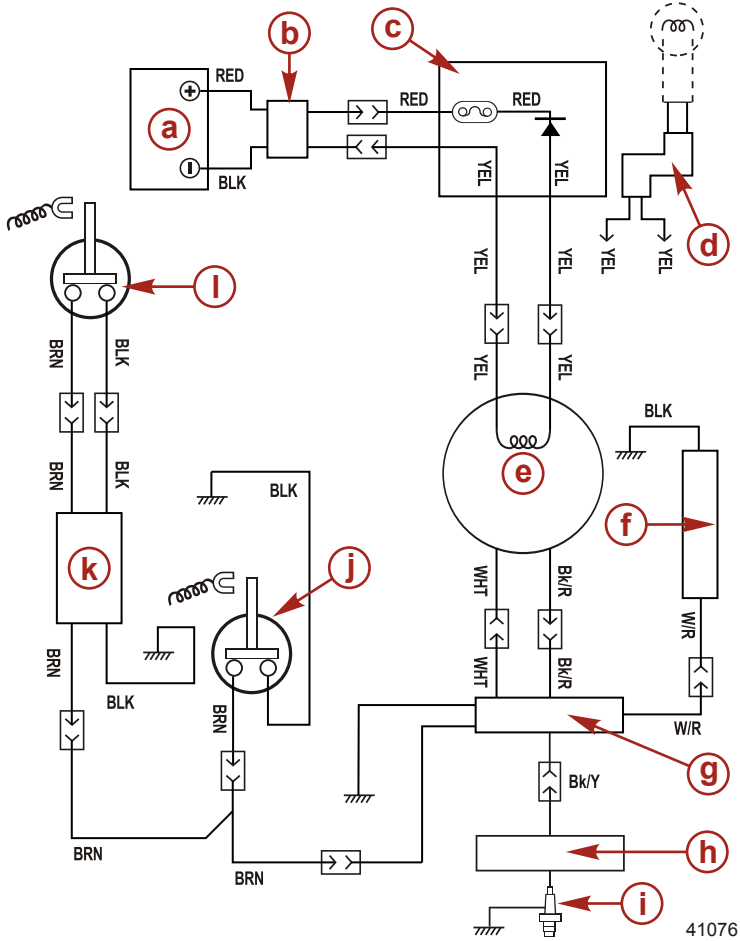 b
c
RED
RED
RED
a
BLK
YEL
YEL
d
YEL
YEL
YEL
YEL
l
BRN
BLK
YEL
YEL
BLK
e
BRN
BLK
BLK
f
k
j
WHT
Bk/R
W/R
BRN
BLK
BRN
WHT
Bk/R
W/R
g
Bk/Y
BRN
BRN
h
i
41076